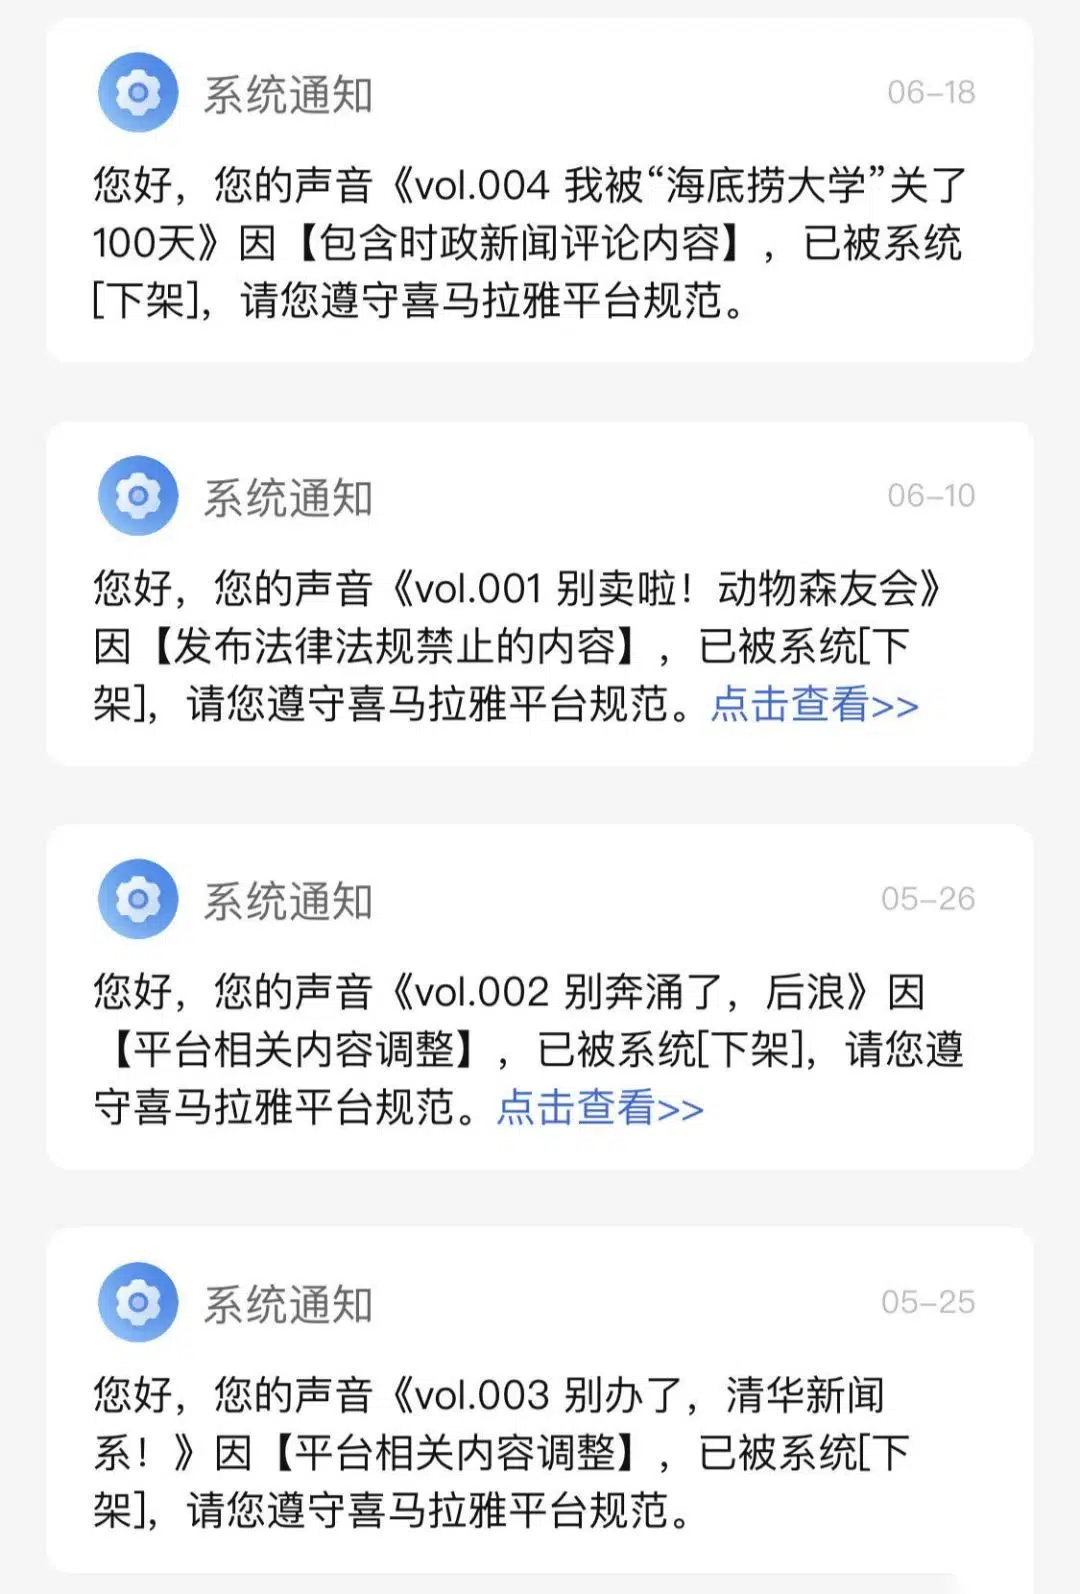 系统通知
06-18
您好，您的声音《vol.004 我被“海底捞大学”关了
100天》因【包含时政新闻评论内容】，已被系统
[下架]，请您遵守喜马拉雅平台规范。
系统通知
06-10
您好，您的声音《vol.001 别卖啦！动物森友会》
因【发布法律法规禁止的内容】，已被系统[下
架]，请您遵守喜马拉雅平台规范。点击查看>>
系统通知
05-26
您好，您的声音《vol.002 别奔涌了，后浪》因
【平台相关内容调整】，已被系统[下架]，请您遵
守喜马拉雅平台规范。点击查看>>
系统通知
05-25
您好，您的声音《vol.003 别办了，清华新闻
系！》因【平台相关内容调整】，已被系统[下
架]，请您遵守喜马拉雅平台规范。